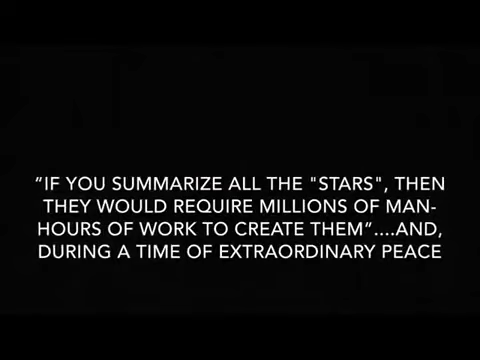 “IF YOU SUMMARIZE ALL THE "STARS", THEN
THEY WOULD REQUIRE MILLIONS OF MAN-
HOURS OF WORK TO CREATE THEM”....AND,
DURING A TIME OF EXTRAORDINARY PEACE